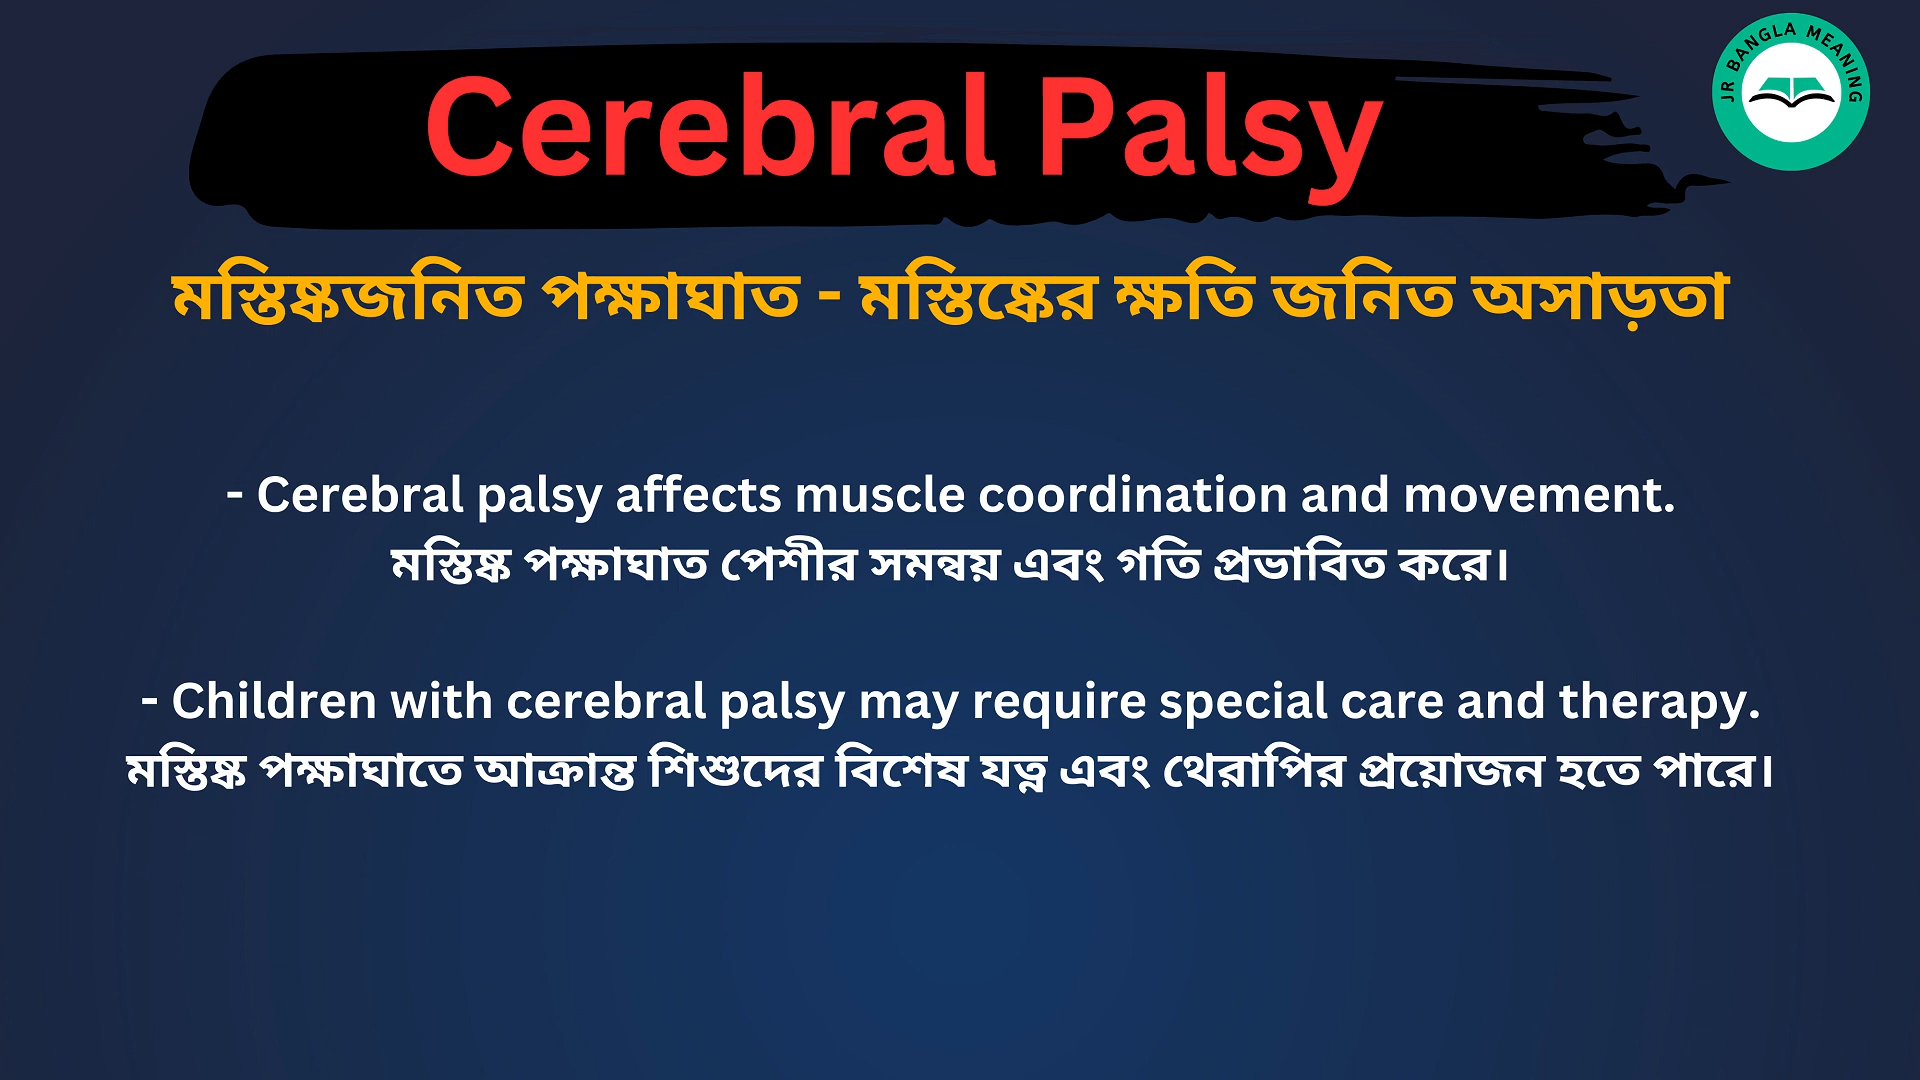 Cerebral Palsy
JR BANGLA MEANING
মস্তিষ্কজনিত পক্ষাঘাত - মস্তিষ্কের ক্ষতি জনিত অসাড়তা
- Cerebral palsy affects muscle coordination and movement.
মস্তিষ্ক পক্ষাঘাত পেশীর সমন্বয় এবং গতি প্রভাবিত করে।
- Children with cerebral palsy may require special care and therapy.
মস্তিষ্ক পক্ষাঘাতে আক্রান্ত শিশুদের বিশেষ যত্ন এবং থেরাপির প্রয়োজন হতে পারে।